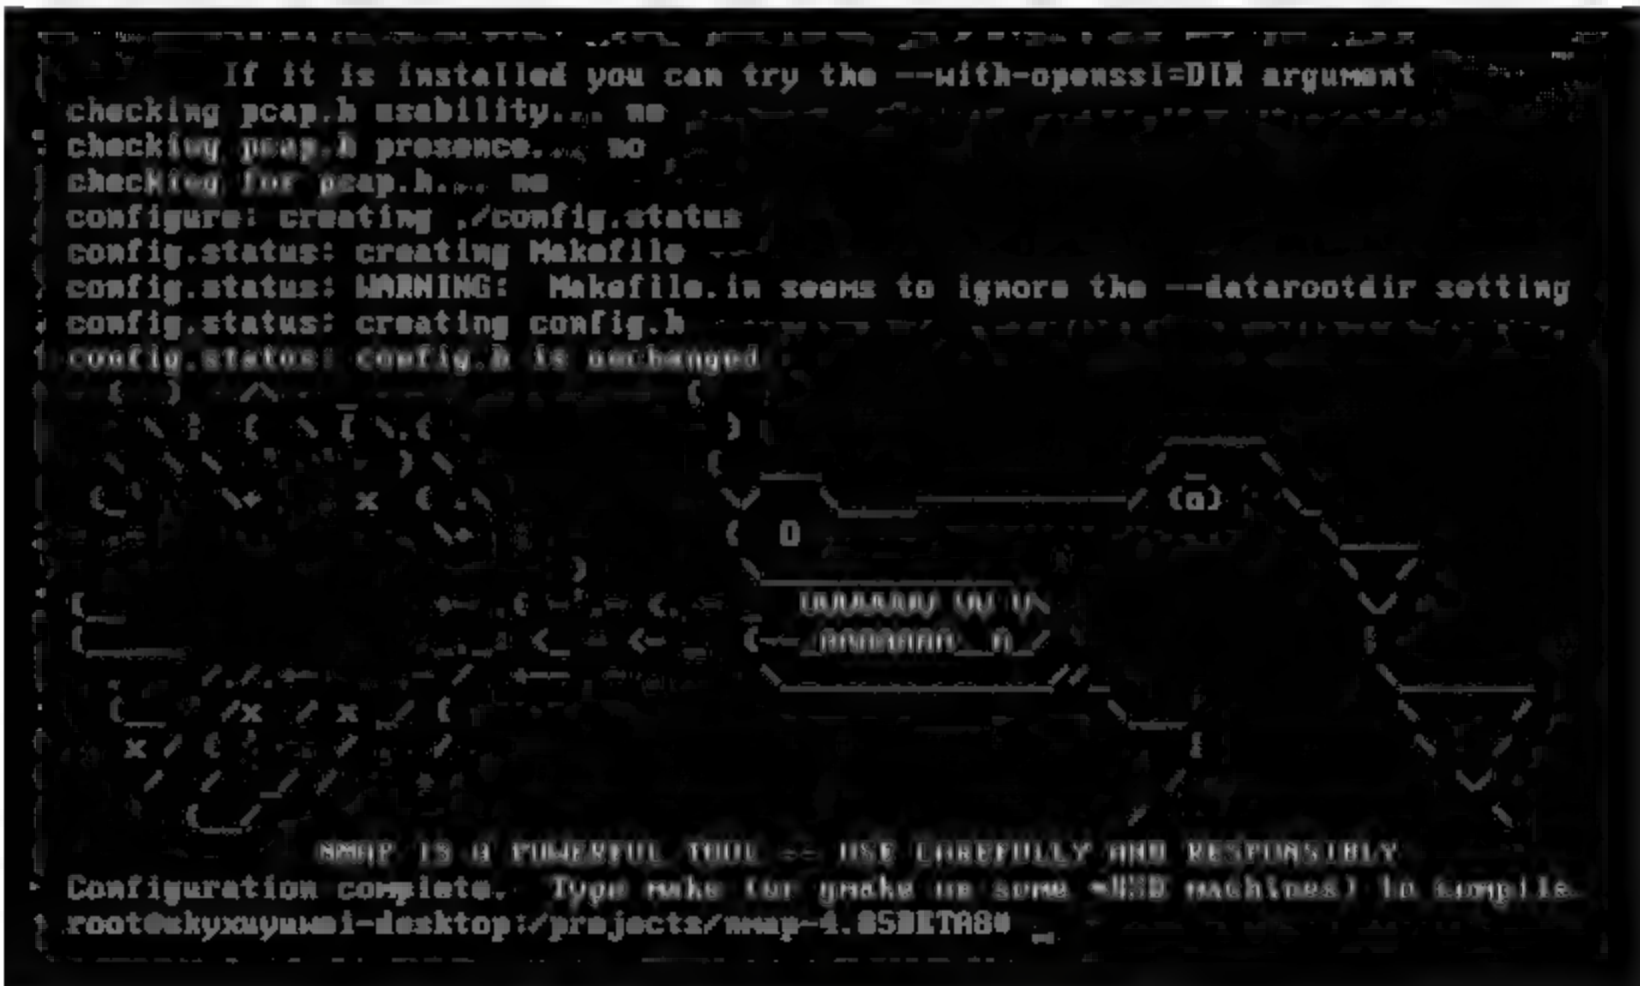 If it is installed you can try the --with-openssl=DIR argument
checking pcap.h usability... no
checking pcap.h presence... no
checking for pcap.h... no
configure: creating ./config.status
config.status: creating Makefile
config.status: WARNING:  Makefile.in seems to ignore the --datarootdir setting
config.status: creating config.h
config.status: config.h is unchanged
NMAP IS A POWERFUL TOOL -- USE CAREFULLY AND RESPONSIBLY
Configuration complete.  Type make (or gmake on some *BSD machines) to compile.
:/projects/nmap-4.85BETA8#